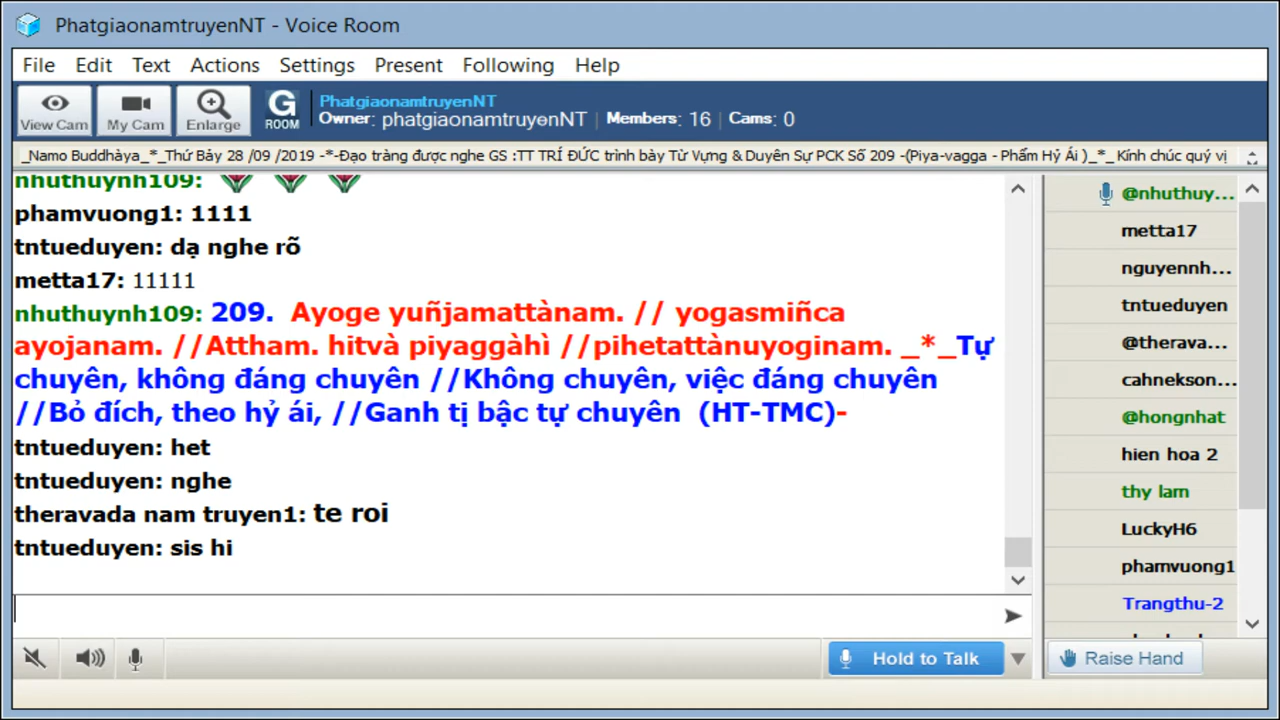 PhatgiaonamtruyenNT - Voice Room
File Edit Text Actions Settings Present Following Help
View Cam My Cam Enlarge G ROOM
PhatgiaonamtruyenNT
Owner: phatgiaonamtruyenNT | Members: 16 | Cams: 0
_Namo Buddhàya_*_Thứ Bảy 28 /09 /2019 -*-Đạo tràng được nghe GS :TT TRÍ ĐỨC trình bày Từ Vựng & Duyên Sự PCK Số 209 -(Piya-vagga - Phẩm Hỷ Ái )_*_ Kính chúc quý vị
nhuthuynh109:
phamvuong1: 1111
tntueduyen: dạ nghe rõ
metta17: 11111
nhuthuynh109: 209. Ayoge yuñjamattànam. // yogasmiñca
ayojanam. //Attham. hitvà piyaggàhì //pihetattànuyoginam. _*_Tự
chuyên, không đáng chuyên //Không chuyên, việc đáng chuyên
//Bỏ đích, theo hỷ ái, //Ganh tị bậc tự chuyên (HT-TMC)-
tntueduyen: het
tntueduyen: nghe
theravada nam truyen1: te roi
tntueduyen: sis hi
@nhuthuy...
metta17
nguyennh...
tntueduyen
@therava...
cahnekson...
@hongnhat
hien hoa 2
thy lam
LuckyH6
phamvuong1
Trangthu-2
Hold to Talk
Raise Hand